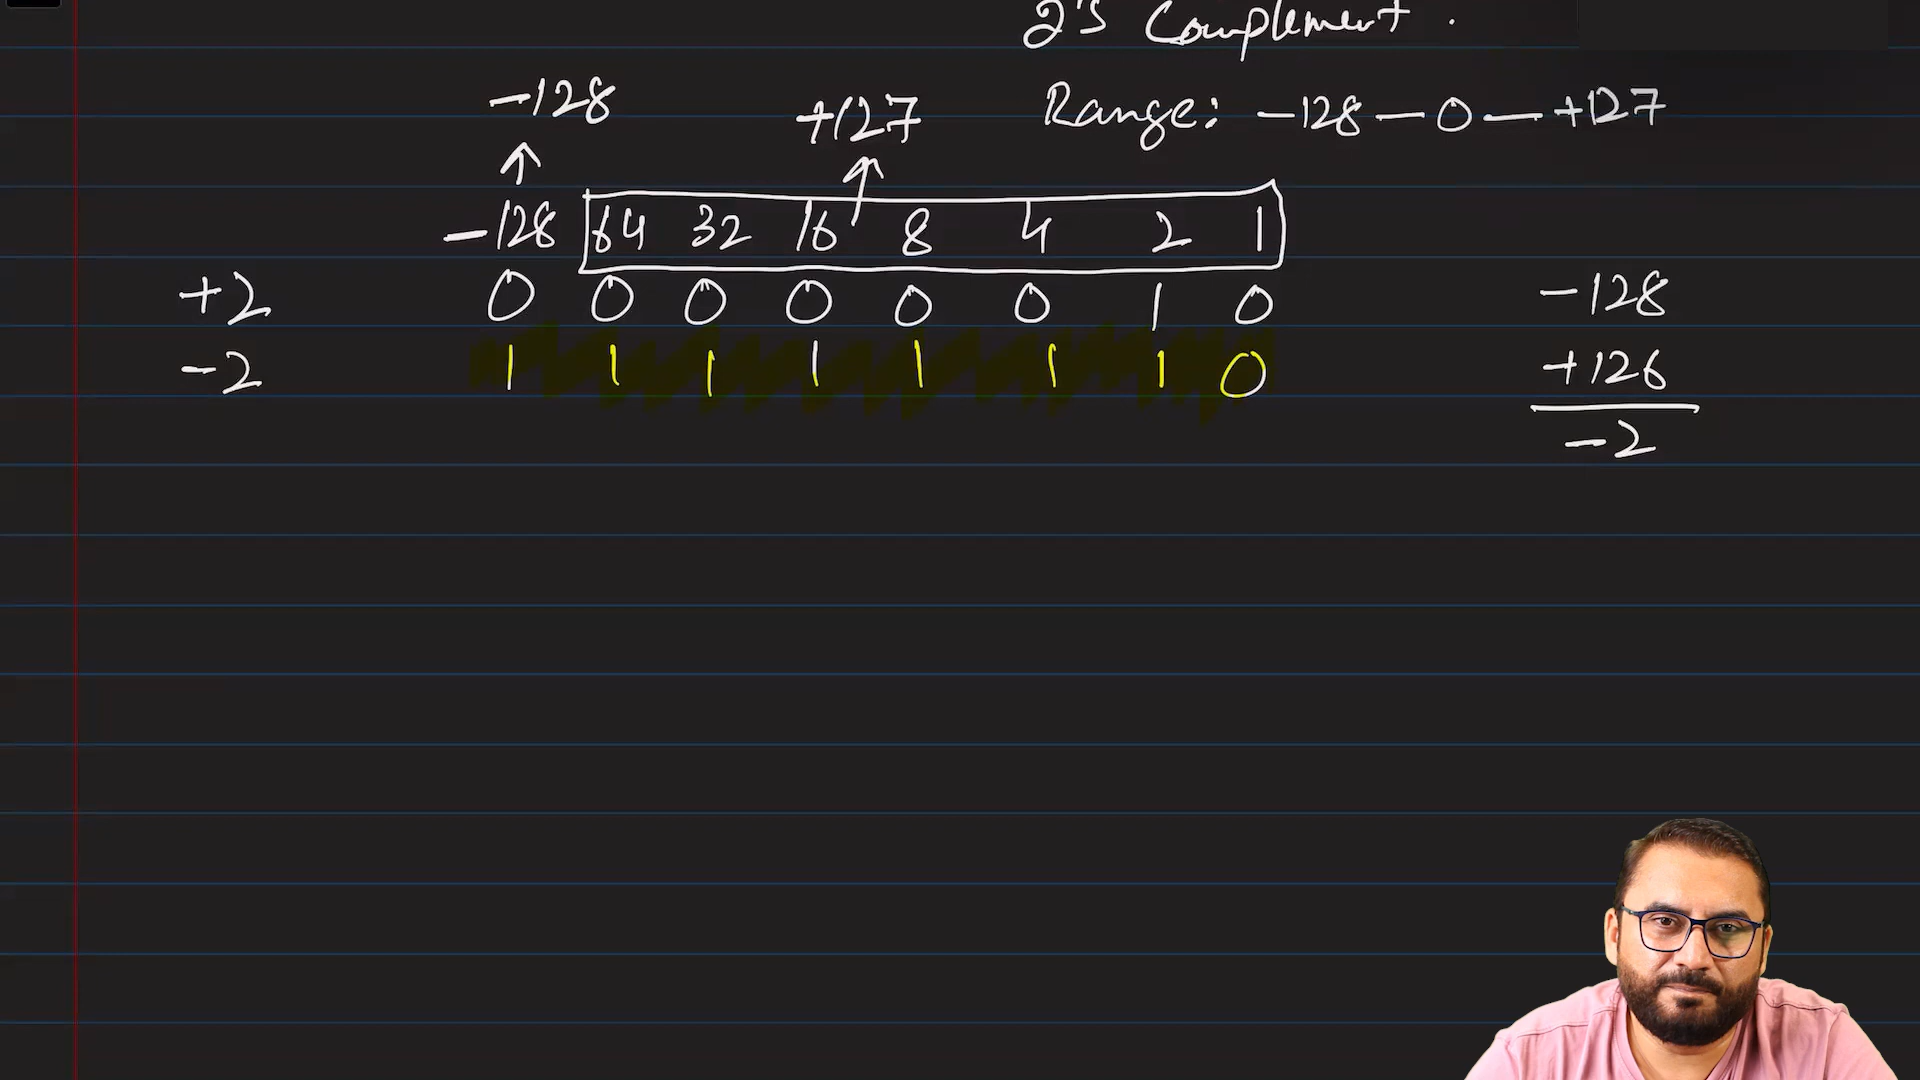 2's Complement.
-128 +127 Range: -128 — 0 — +127
-128 64 32 16 8 4 2 1
+2 0 0 0 0 0 0 1 0 -128
-2 1 1 1 1 1 1 1 0 +126
-2